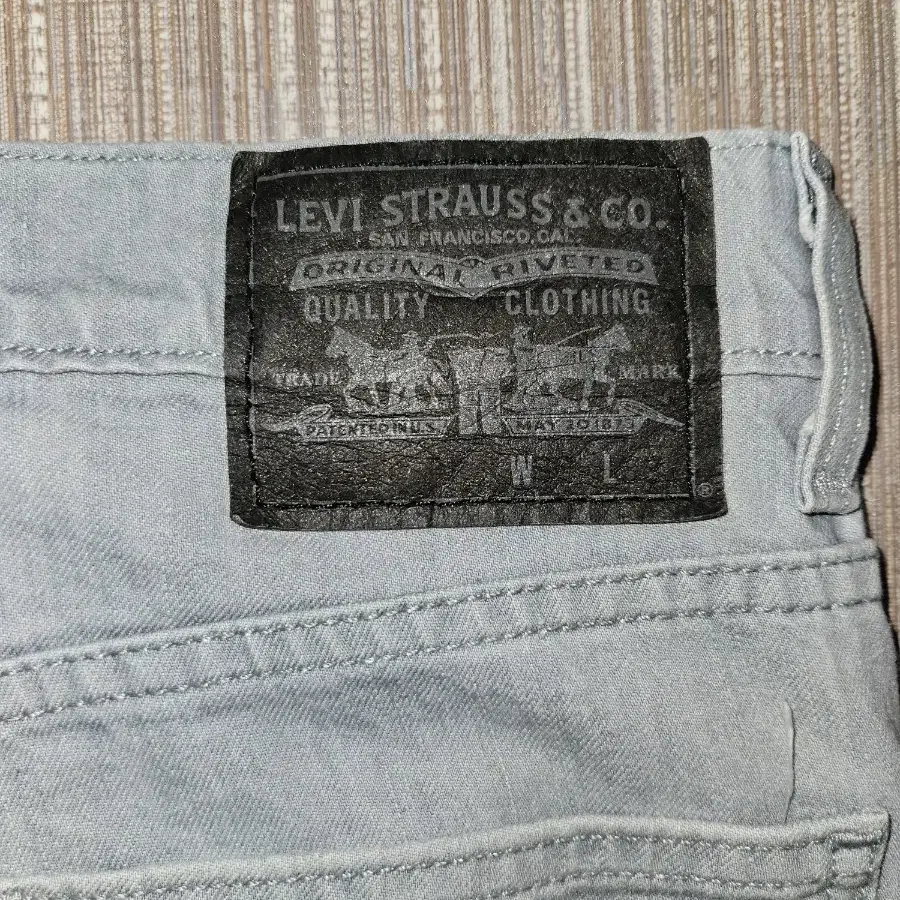 LEVI STRAUSS & CO.
SAN FRANCISCO, CAL.
ORIGINAL RIVETED
QUALITY CLOTHING
TRADE MARK
PATENTED IN U.S. MAY 20 1873
W L
®